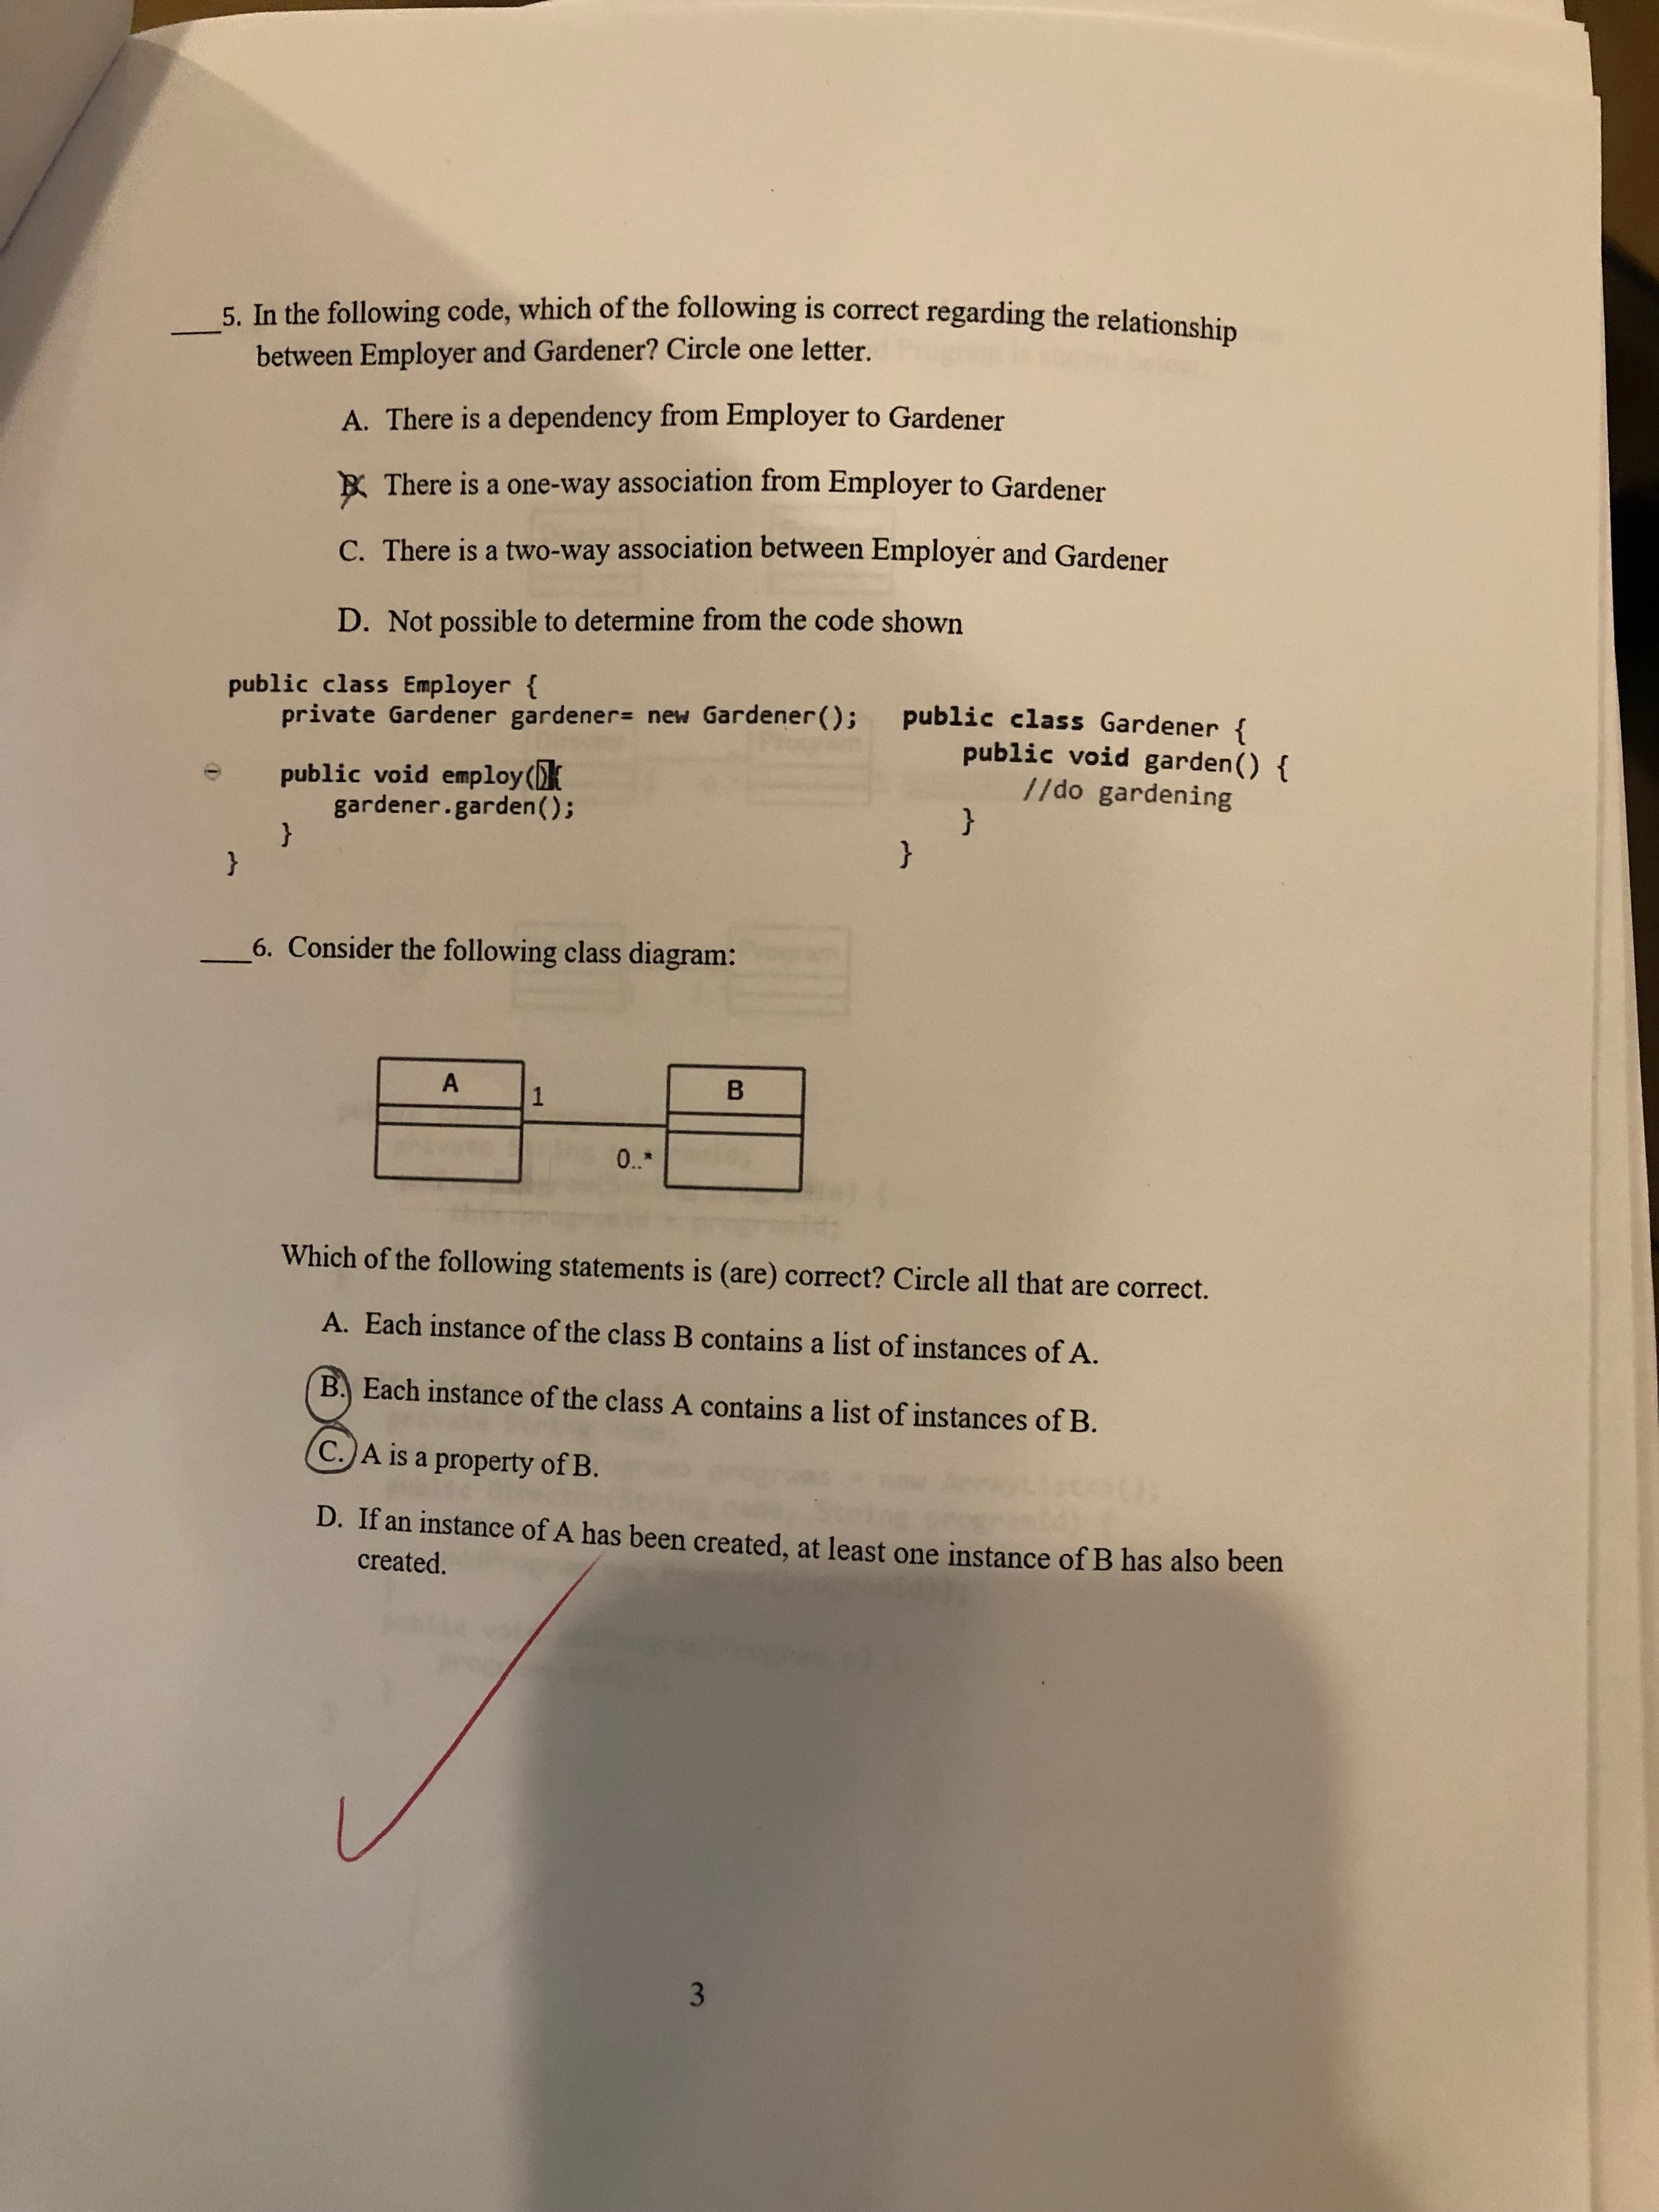 5. In the following code, which of the following is correct regarding the relationship
between Employer and Gardener? Circle one letter.
A. There is a dependency from Employer to Gardener
B. There is a one-way association from Employer to Gardener
C. There is a two-way association between Employer and Gardener
D. Not possible to determine from the code shown
public class Employer {
private Gardener gardener= new Gardener();
public void employ(){
gardener.garden();
}
}
public class Gardener {
public void garden() {
//do gardening
}
}
6. Consider the following class diagram:
A
1
B
0..*
Which of the following statements is (are) correct? Circle all that are correct.
A. Each instance of the class B contains a list of instances of A.
B. Each instance of the class A contains a list of instances of B.
C. A is a property of B.
D. If an instance of A has been created, at least one instance of B has also been
created.
3